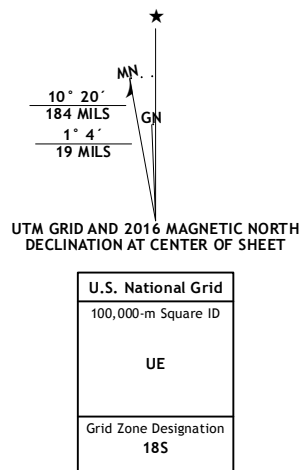 ★
MN
10° 20´
184 MILS
GN
1° 4´
19 MILS
UTM GRID AND 2016 MAGNETIC NORTH
DECLINATION AT CENTER OF SHEET
U.S. National Grid
100,000-m Square ID
UE
Grid Zone Designation
18S